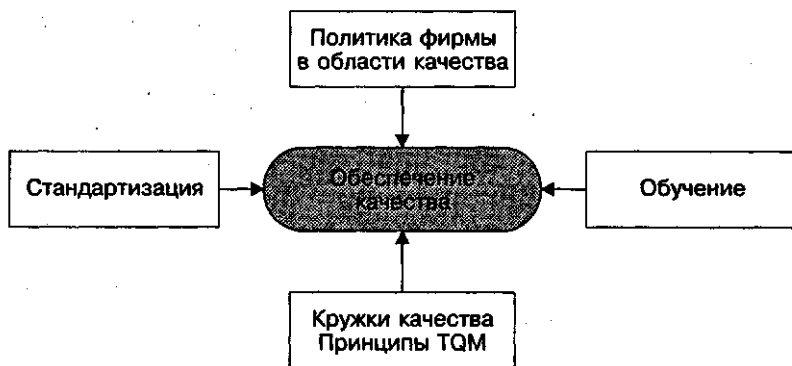 Политика фирмы
в области качества
Стандартизация
Обеспечение
качества
Обучение
Кружки качества
Принципы TQM